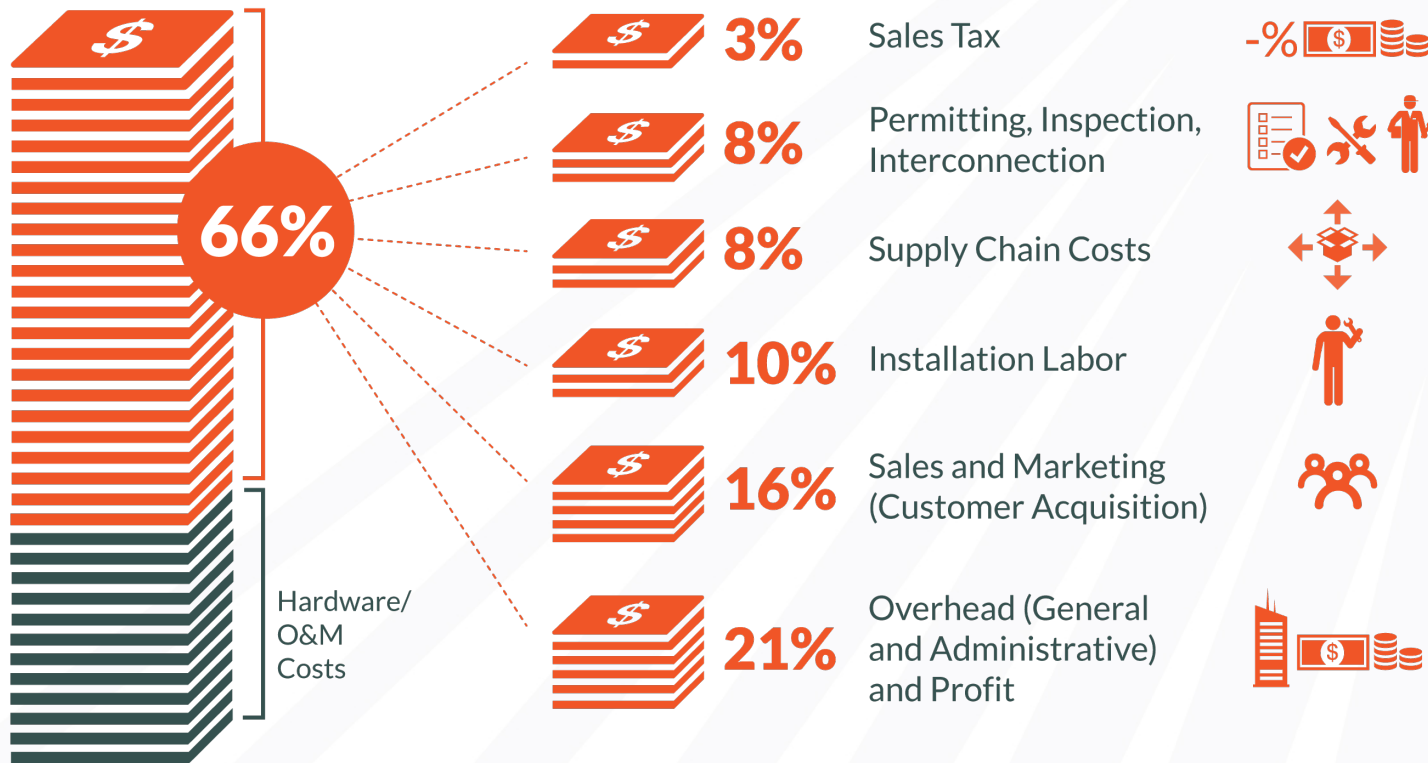 $
66%
Hardware/
O&M
Costs
$
3%
Sales Tax
-%
$
$
8%
Permitting, Inspection,
Interconnection
$
8%
Supply Chain Costs
$
10%
Installation Labor
$
16%
Sales and Marketing
(Customer Acquisition)
$
21%
Overhead (General
and Administrative)
and Profit
$